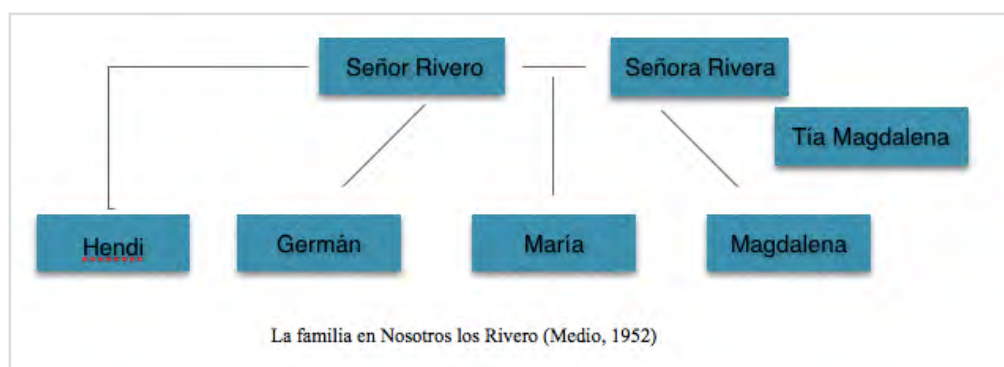 Señor Rivero
Señora Rivera
Tía Magdalena
Hendi
Germán
María
Magdalena
La familia en Nosotros los Rivero (Medio, 1952)